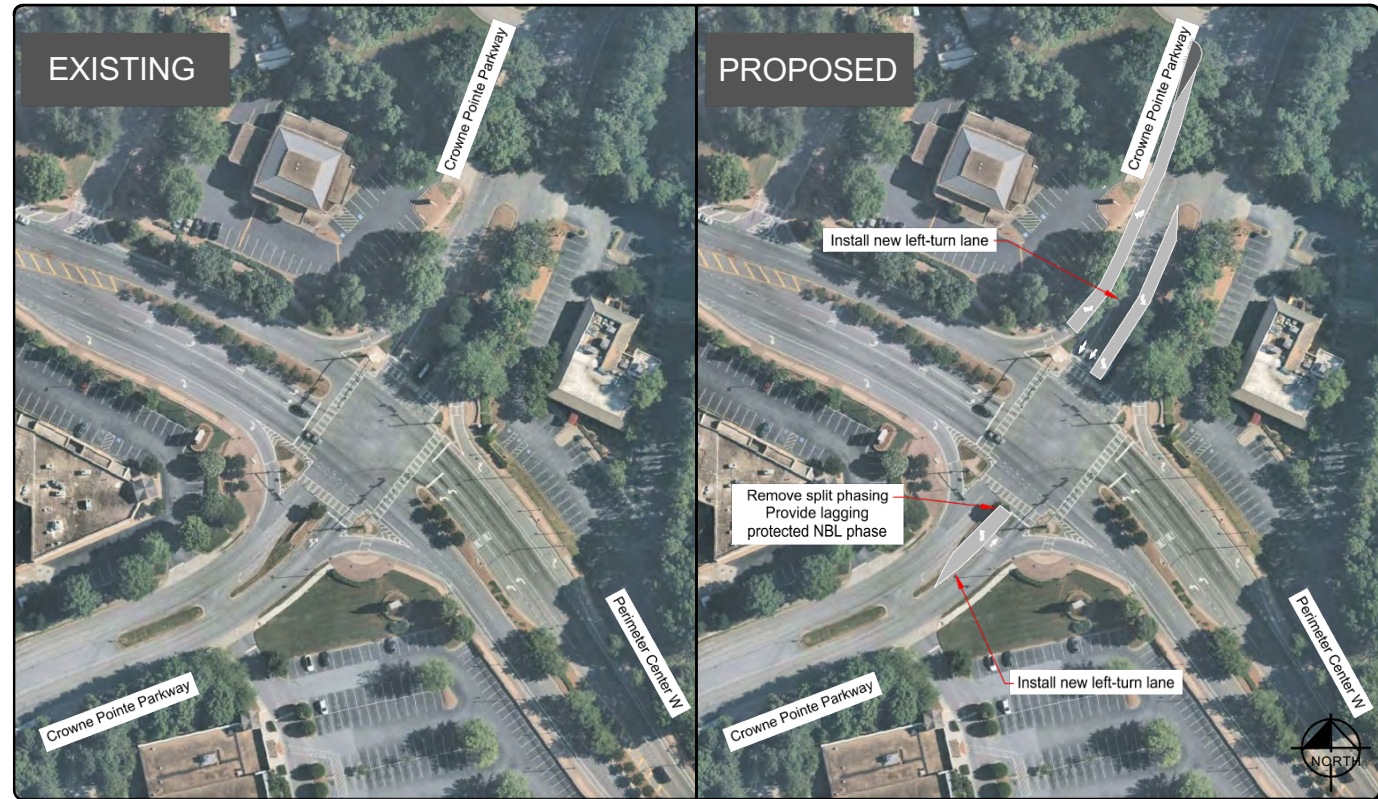 EXISTING
Crowne Pointe Parkway
Crowne Pointe Parkway
Perimeter Center W
PROPOSED
Crowne Pointe Parkway
Install new left-turn lane
Remove split phasing
Provide lagging
protected NBL phase
Install new left-turn lane
Crowne Pointe Parkway
Perimeter Center W
NORTH